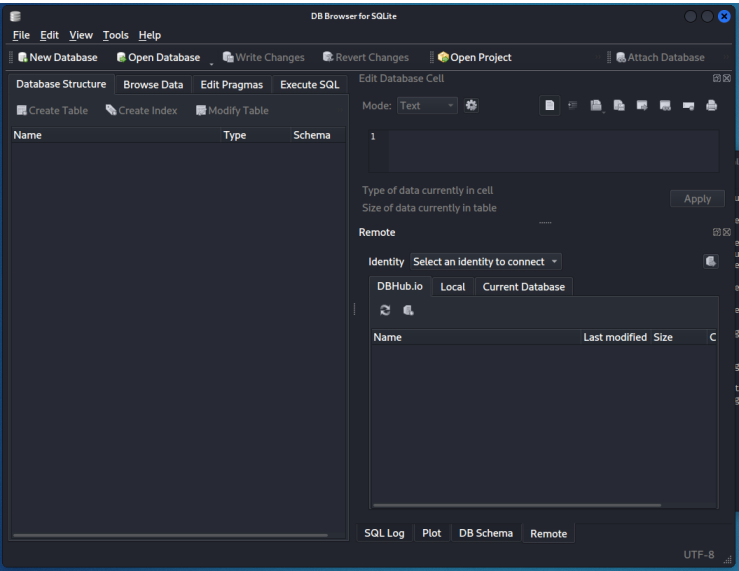 DB Browser for SQLite
File Edit View Tools Help
New Database Open Database Write Changes Revert Changes Open Project Attach Database
Database Structure Browse Data Edit Pragmas Execute SQL
Create Table Create Index Modify Table
Name Type Schema
Edit Database Cell
Mode: Text
1
Type of data currently in cell
Size of data currently in table
Apply
Remote
Identity Select an identity to connect
DBHub.io Local Current Database
Name Last modified Size C
SQL Log Plot DB Schema Remote
UTF-8